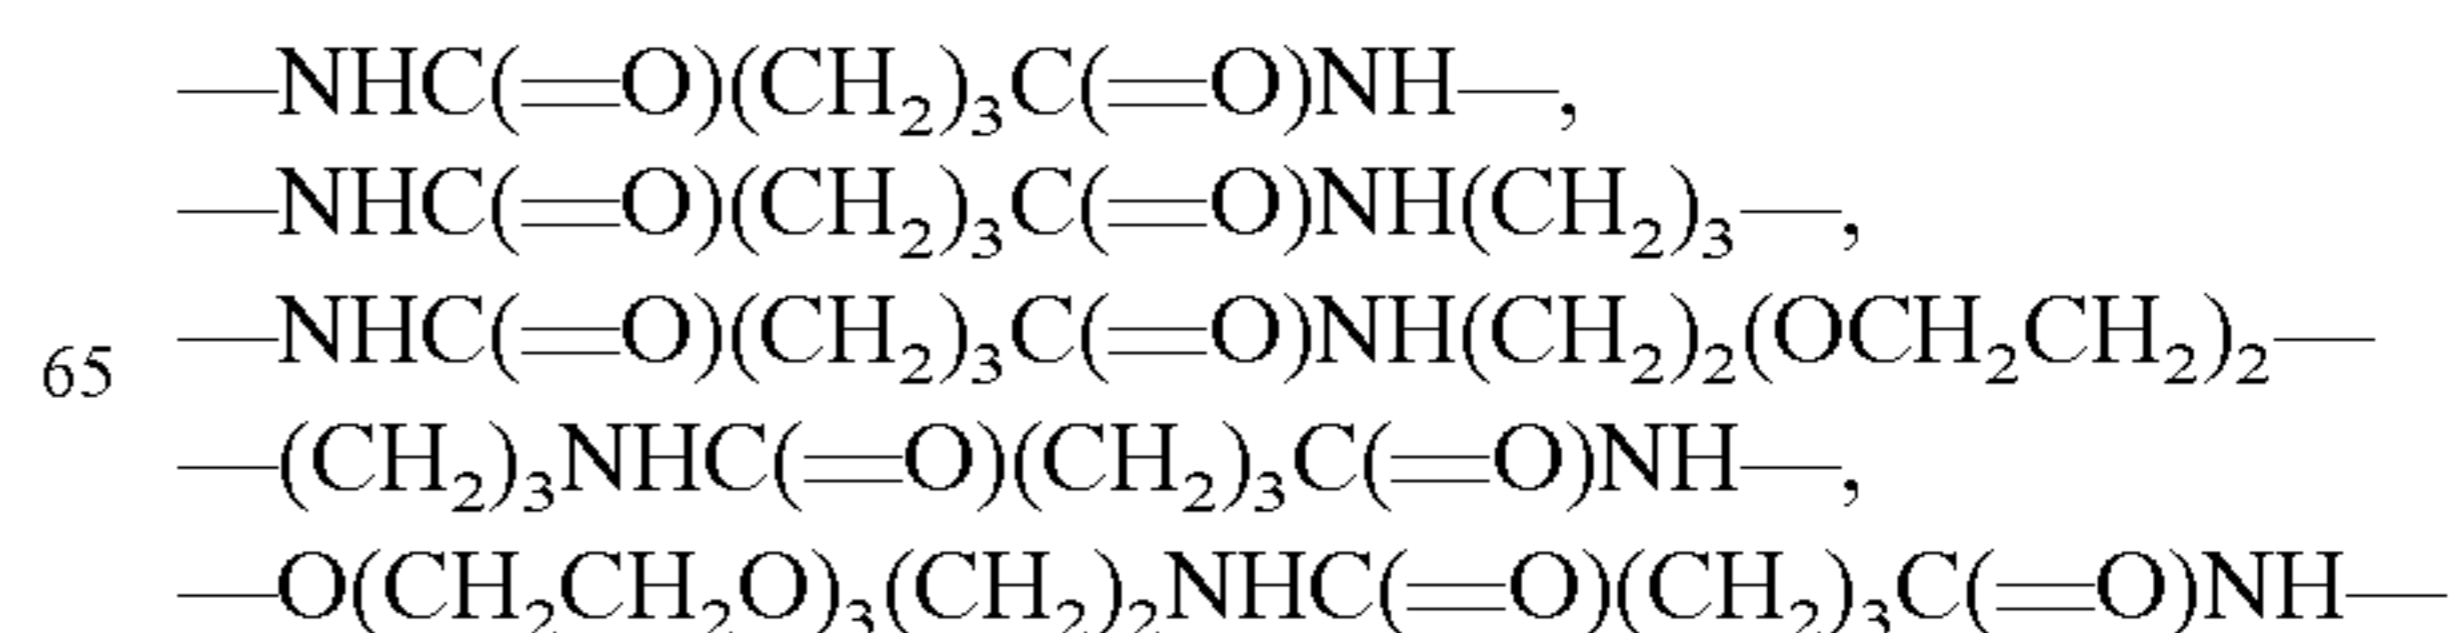 —NHC(═O)(CH₂)₃C(═O)NH—,
—NHC(═O)(CH₂)₃C(═O)NH(CH₂)₃—,
—NHC(═O)(CH₂)₃C(═O)NH(CH₂)₂(OCH₂CH₂)₂—
65
—(CH₂)₃NHC(═O)(CH₂)₃C(═O)NH—,
—O(CH₂CH₂O)₃(CH₂)₂NHC(═O)(CH₂)₃C(═O)NH—